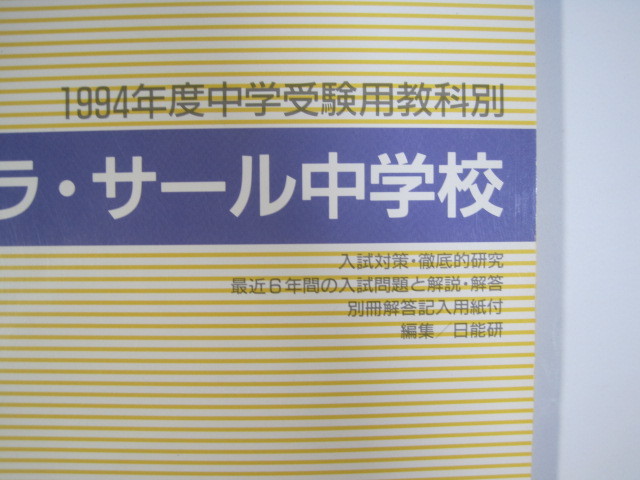 1994年度中学受験用教科別
ラ・サール中学校
入試対策・徹底的研究
最近6年間の入試問題と解説・解答
別冊解答記入用紙付
編集／日能研